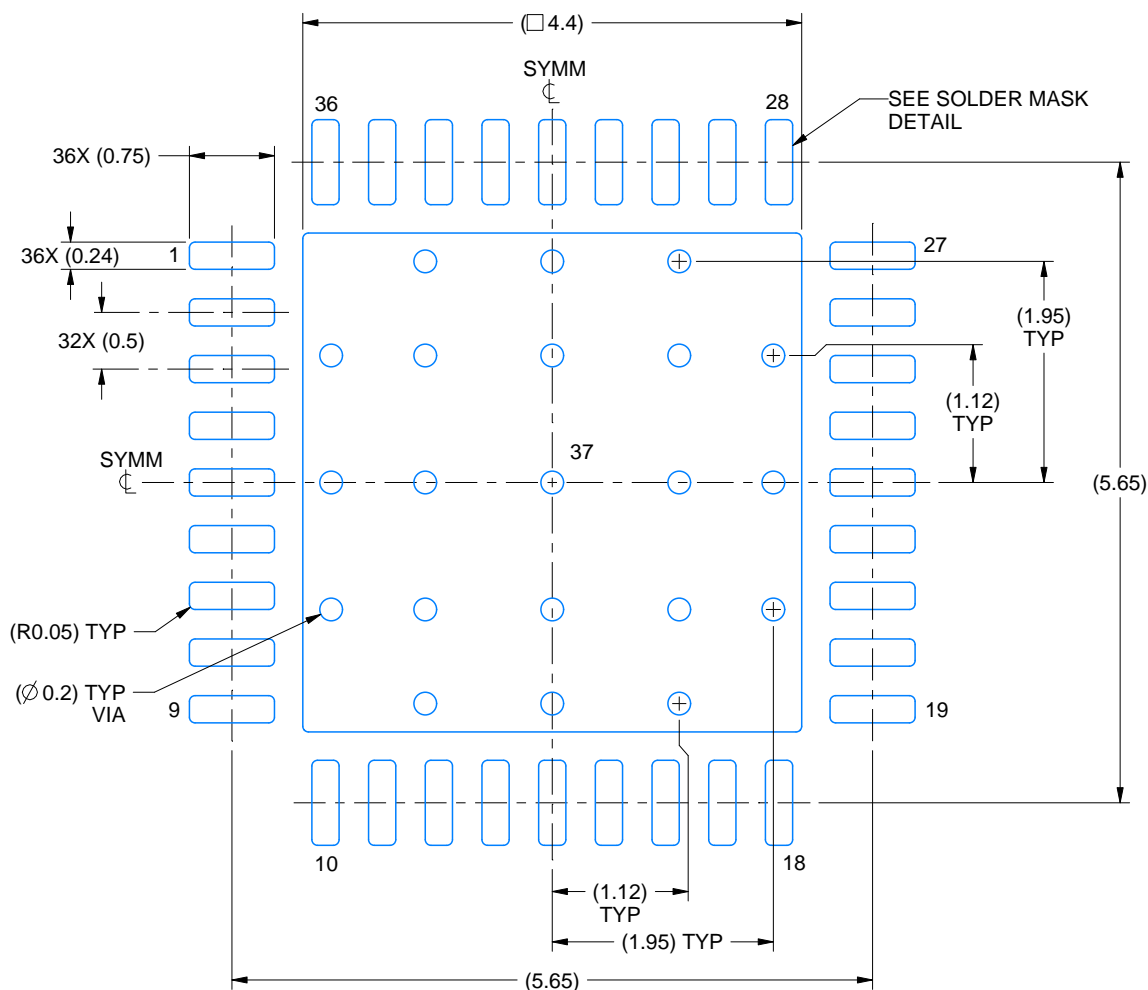 (□ 4.4)
SYMM
℄
36
28
SEE SOLDER MASK
DETAIL
36X (0.75)
36X (0.24)
1
27
32X (0.5)
(1.95)
TYP
(1.12)
TYP
37
SYMM
℄
(5.65)
(R0.05) TYP
(∅ 0.2) TYP
VIA
9
19
10
18
(1.12)
TYP
(1.95) TYP
(5.65)